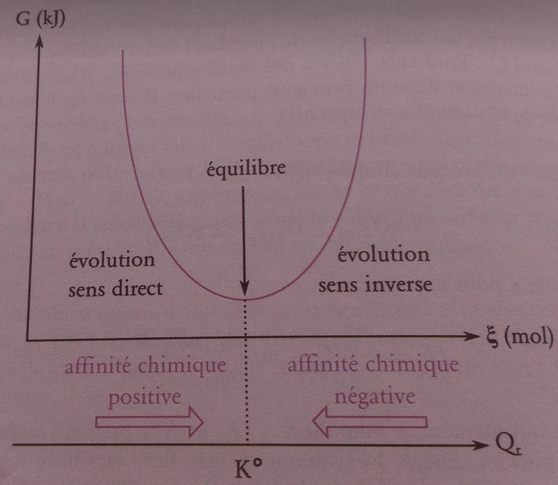 G (kJ)
équilibre
évolution
sens direct
évolution
sens inverse
ξ (mol)
affinité chimique
positive
affinité chimique
négative
Qr
K°